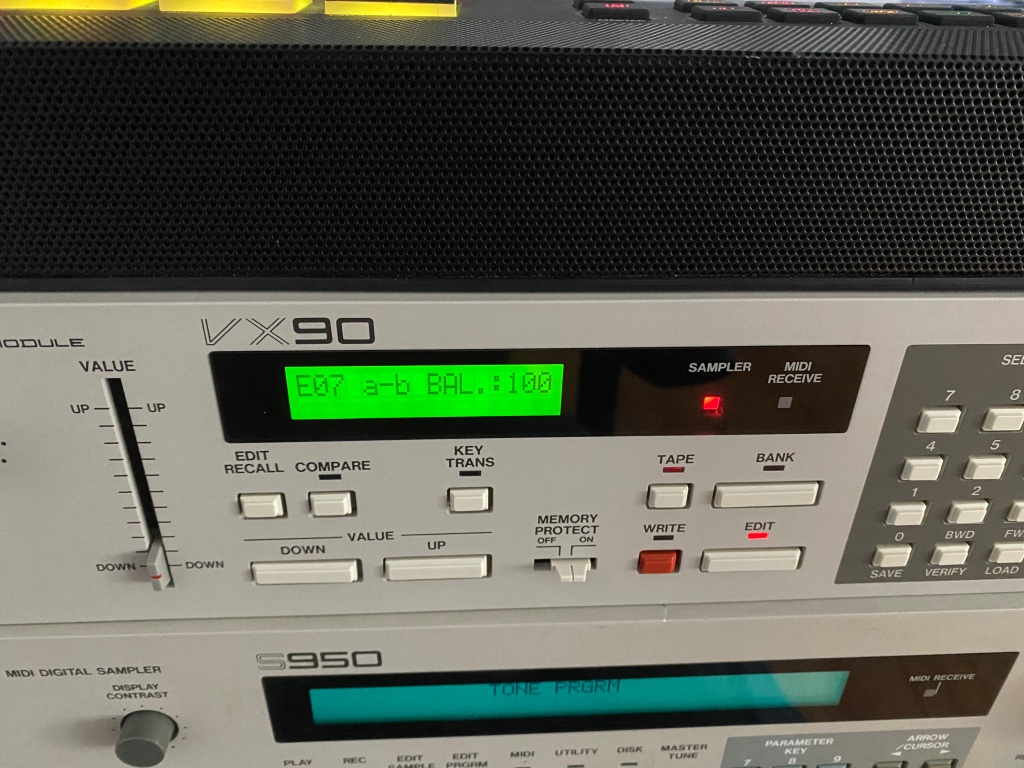 VX90
ODULE
VALUE
UP
UP
E07 a-b BAL.:100
SAMPLER
MIDI
RECEIVE
SEL
7
8
4
5
1
2
0
BWD
FW
SAVE
VERIFY
LOAD
EDIT
RECALL
COMPARE
KEY
TRANS
TAPE
BANK
VALUE
DOWN
UP
MEMORY
PROTECT
OFF
ON
WRITE
EDIT
DOWN
DOWN
MIDI DIGITAL SAMPLER
S950
DISPLAY
CONTRAST
TONE PRGRM
MIDI RECEIVE
PLAY
REC
EDIT
SAMPLE
EDIT
PRGRM
MIDI
UTILITY
DISK
MASTER
TUNE
PARAMETER
KEY
7
8
9
ARROW
/CURSOR